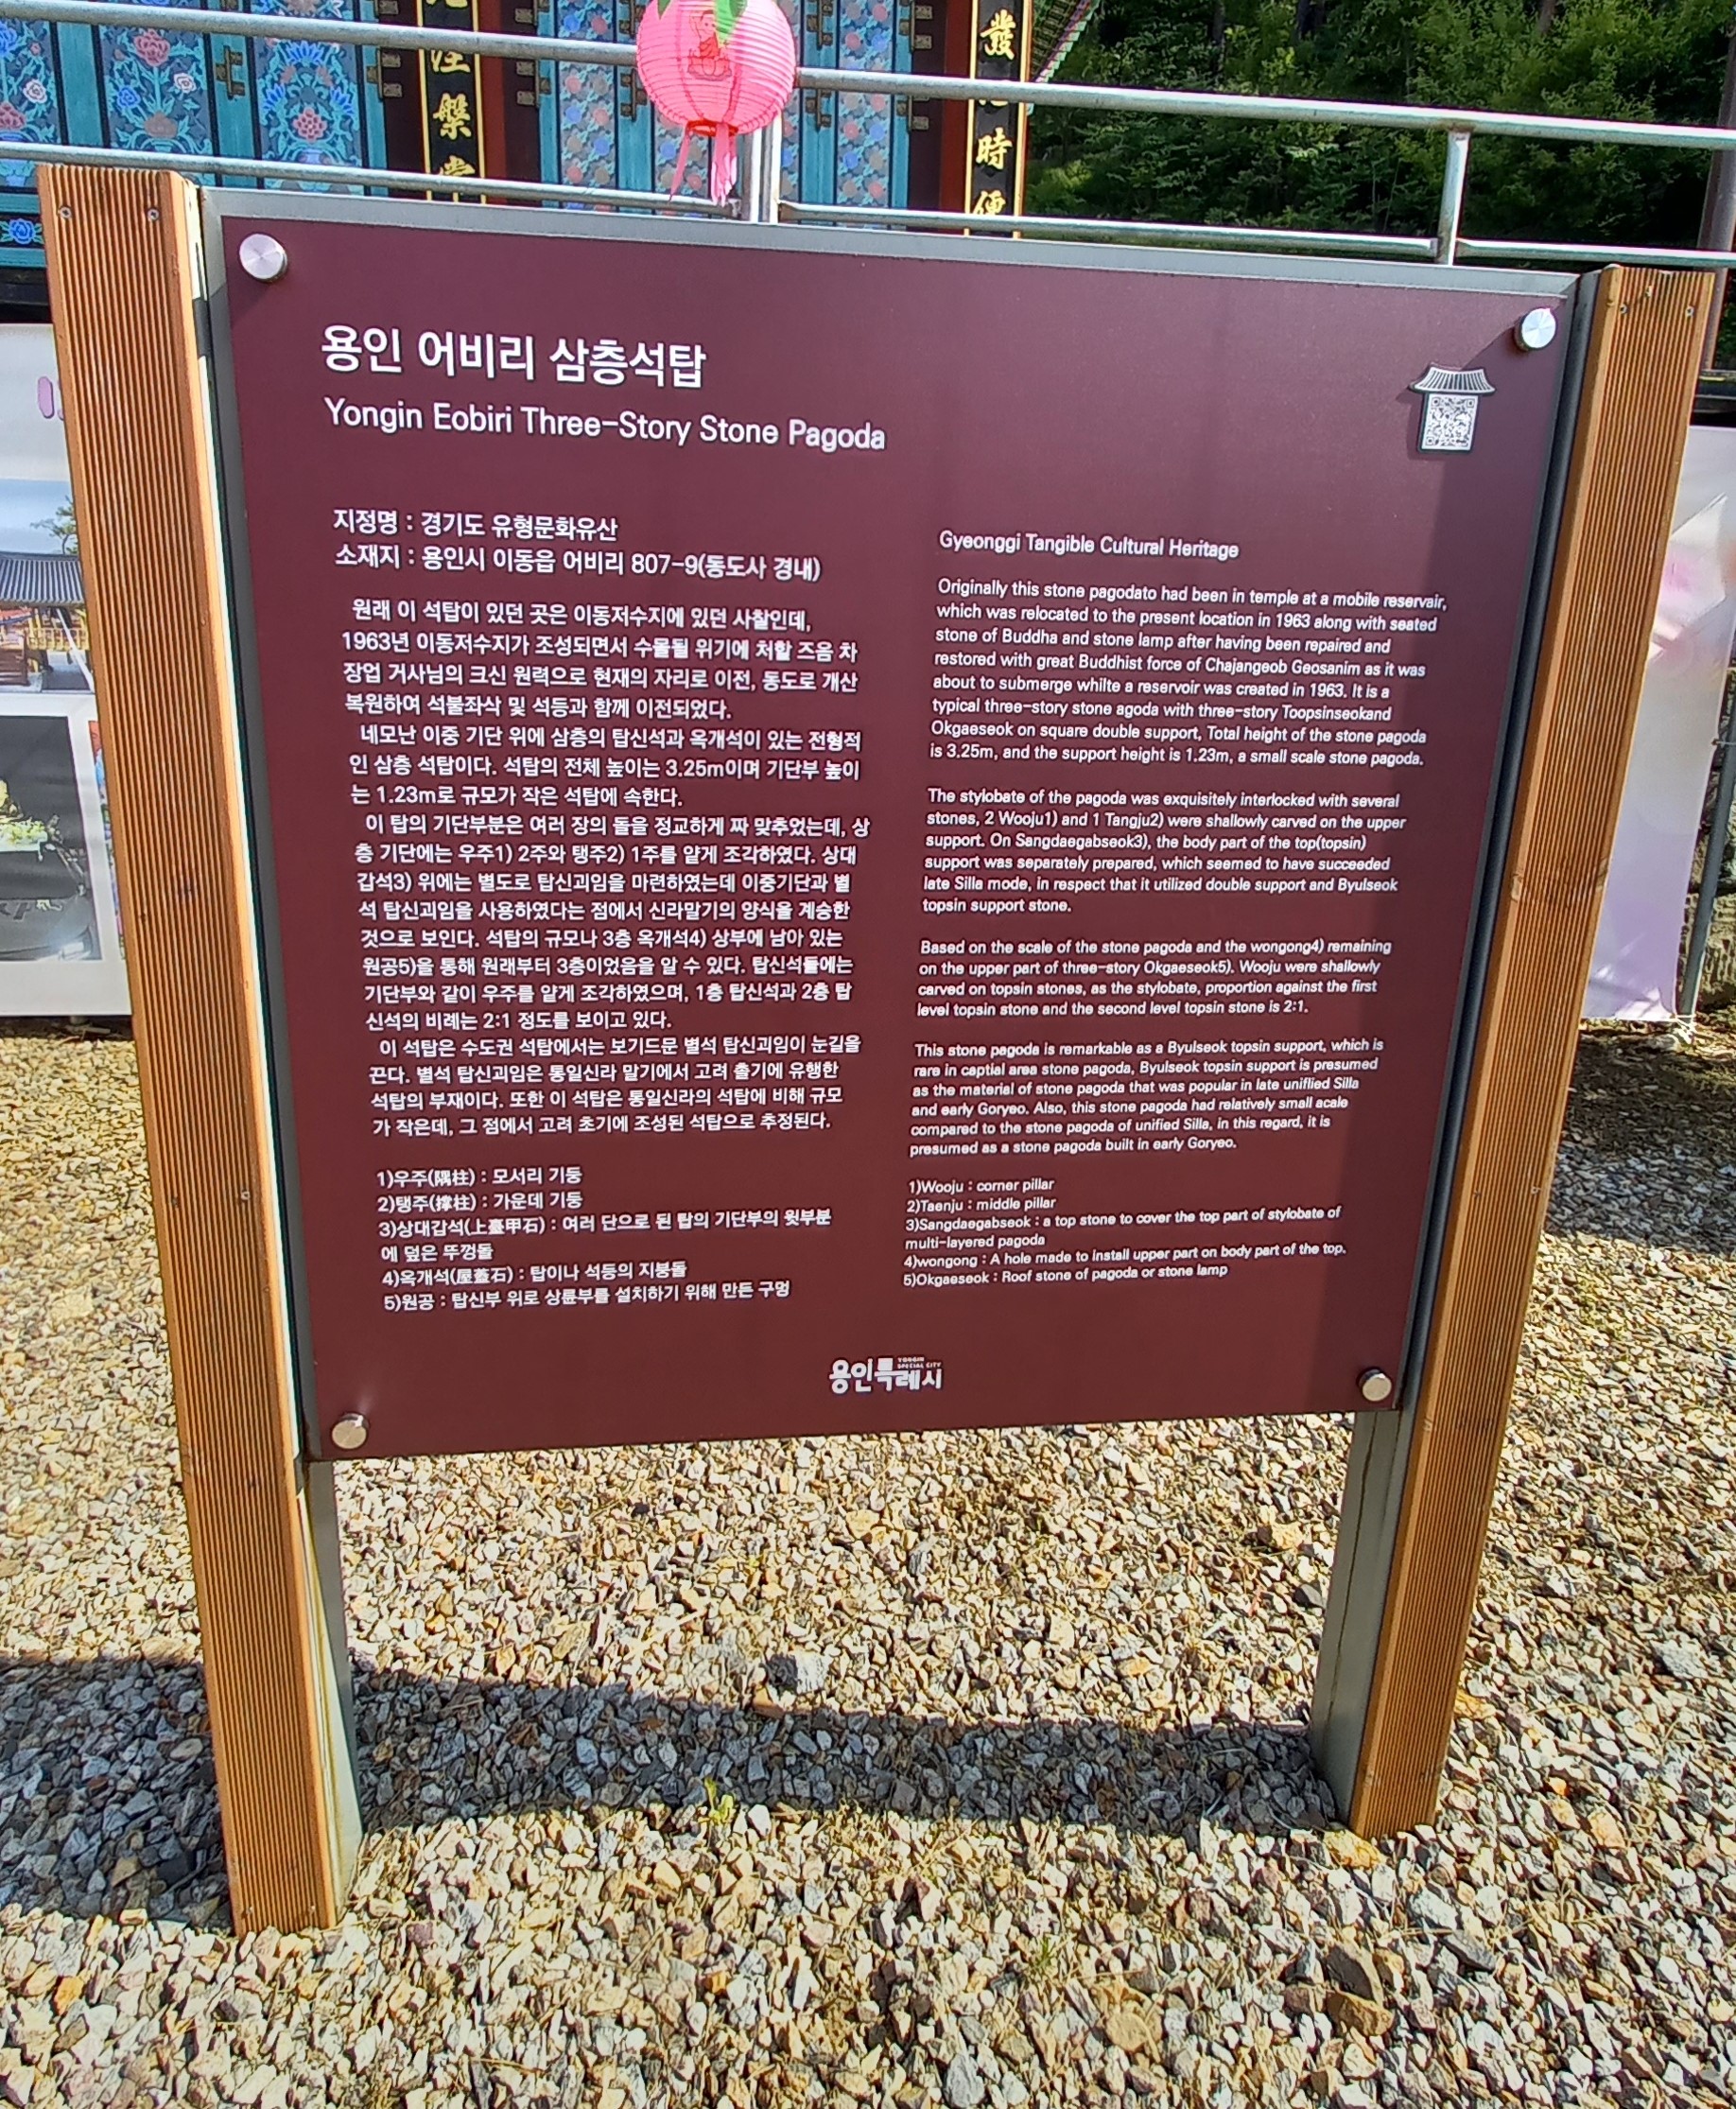 涅
槃
堂
發
時
便
용인 어비리 삼층석탑
Yongin Eobiri Three-Story Stone Pagoda
지정명 : 경기도 유형문화유산
소재지 : 용인시 이동읍 어비리 807-9(동도사 경내)
원래 이 석탑이 있던 곳은 이동저수지에 있던 사찰인데,
1963년 이동저수지가 조성되면서 수몰될 위기에 처할 즈음 차
장업 거사님의 크신 원력으로 현재의 자리로 이전, 동도로 개산
복원하여 석불좌삭 및 석등과 함께 이전되었다.
네모난 이중 기단 위에 삼층의 탑신석과 옥개석이 있는 전형적
인 삼층 석탑이다. 석탑의 전체 높이는 3.25m이며 기단부 높이
는 1.23m로 규모가 작은 석탑에 속한다.
이 탑의 기단부분은 여러 장의 돌을 정교하게 짜 맞추었는데, 상
층 기단에는 우주1) 2주와 탱주2) 1주를 얕게 조각하였다. 상대
갑석3) 위에는 별도로 탑신괴임을 마련하였는데 이중기단과 별
석 탑신괴임을 사용하였다는 점에서 신라말기의 양식을 계승한
것으로 보인다. 석탑의 규모나 3층 옥개석4) 상부에 남아 있는
원공5)을 통해 원래부터 3층이었음을 알 수 있다. 탑신석들에는
기단부와 같이 우주를 얕게 조각하였으며, 1층 탑신석과 2층 탑
신석의 비례는 2:1 정도를 보이고 있다.
이 석탑은 수도권 석탑에서는 보기드문 별석 탑신괴임이 눈길을
끈다. 별석 탑신괴임은 통일신라 말기에서 고려 츨기에 유행한
석탑의 부재이다. 또한 이 석탑은 통일신라의 석탑에 비해 규모
가 작은데, 그 점에서 고려 초기에 조성된 석탑으로 추정된다.
1)우주(隅柱) : 모서리 기둥
2)탱주(撑柱) : 가운데 기둥
3)상대갑석(上臺甲石) : 여러 단으로 된 탑의 기단부의 윗부분
에 덮은 뚜껑돌
4)옥개석(屋蓋石) : 탑이나 석등의 지붕돌
5)원공 : 탑신부 위로 상륜부를 설치하기 위해 만든 구멍
Gyeonggi Tangible Cultural Heritage
Originally this stone pagodato had been in temple at a mobile reservair,
which was relocated to the present location in 1963 along with seated
stone of Buddha and stone lamp after having been repaired and
restored with great Buddhist force of Chajangeob Geosanim as it was
about to submerge whilte a reservoir was created in 1963. It is a
typical three-story stone agoda with three-story Toopsinseokand
Okgaeseok on square double support, Total height of the stone pagoda
is 3.25m, and the support height is 1.23m, a small scale stone pagoda.
The stylobate of the pagoda was exquisitely interlocked with several
stones, 2 Wooju1) and 1 Tangju2) were shallowly carved on the upper
support. On Sangdaegabseok3), the body part of the top(topsin)
support was separately prepared, which seemed to have succeeded
late Silla mode, in respect that it utilized double support and Byulseok
topsin support stone.
Based on the scale of the stone pagoda and the wongong4) remaining
on the upper part of three-story Okgaeseok5). Wooju were shallowly
carved on topsin stones, as the stylobate, proportion against the first
level topsin stone and the second level topsin stone is 2:1.
This stone pagoda is remarkable as a Byulseok topsin support, which is
rare in captial area stone pagoda, Byulseok topsin support is presumed
as the material of stone pagoda that was popular in late uniflied Silla
and early Goryeo. Also, this stone pagoda had relatively small acale
compared to the stone pagoda of unified Silla, in this regard, it is
presumed as a stone pagoda built in early Goryeo.
1)Wooju : corner pillar
2)Taenju : middle pillar
3)Sangdaegabseok : a top stone to cover the top part of stylobate of
multi-layered pagoda
4)wongong : A hole made to install upper part on body part of the top.
5)Okgaeseok : Roof stone of pagoda or stone lamp
용인특례시 YONGIN SPECIAL CITY